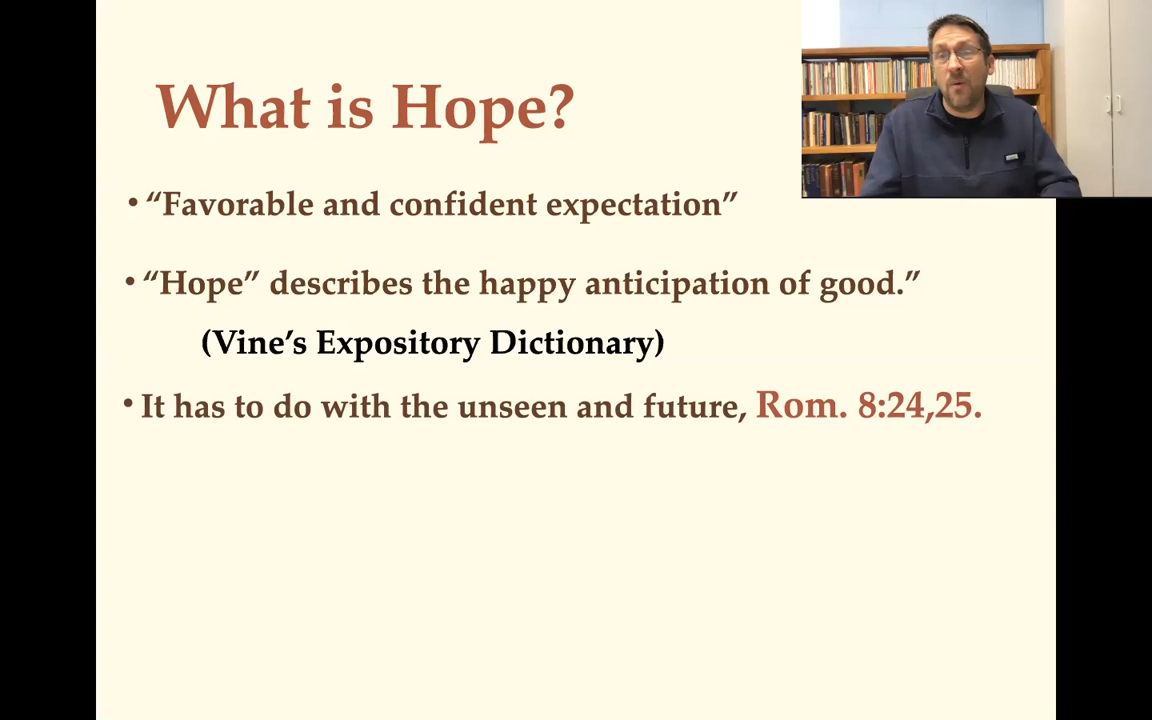 What is Hope?
• “Favorable and confident expectation”
• “Hope” describes the happy anticipation of good.”
(Vine’s Expository Dictionary)
• It has to do with the unseen and future, Rom. 8:24,25.